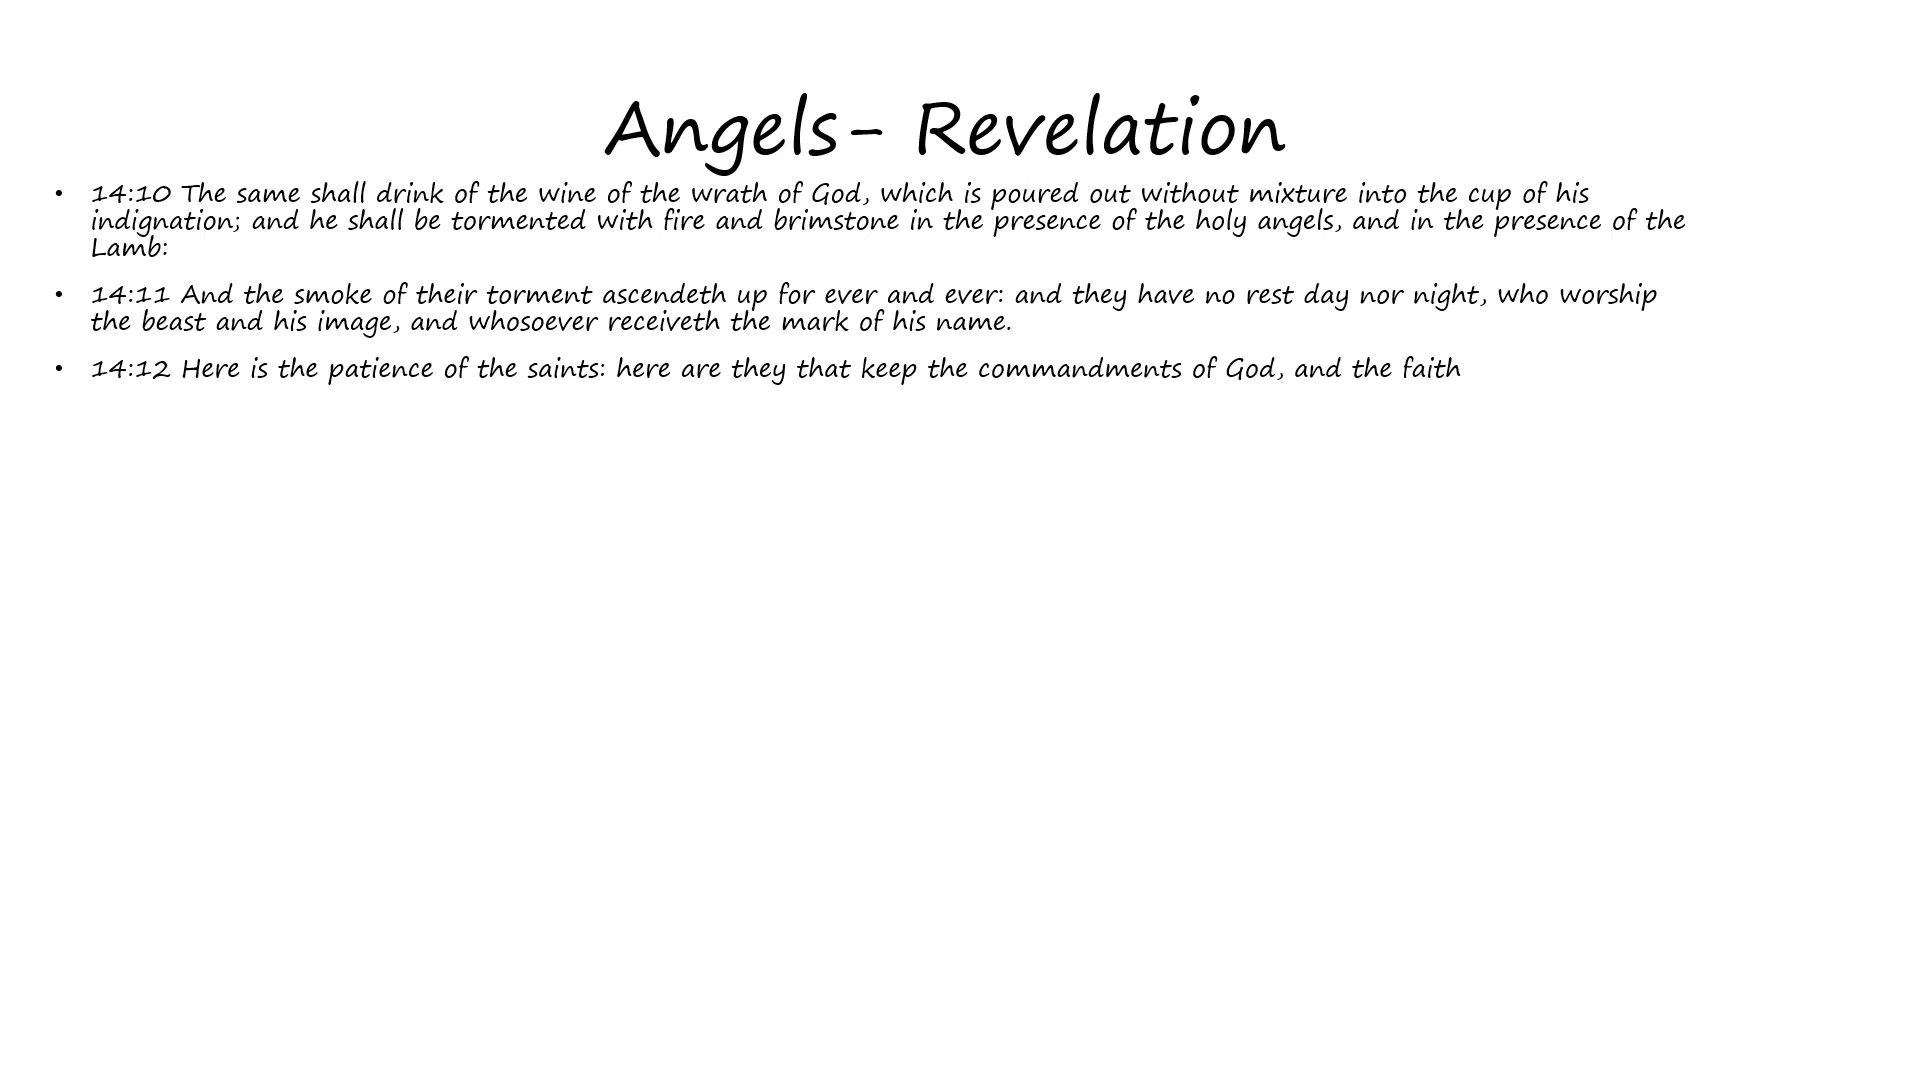 Angels- Revelation
• 14:10 The same shall drink of the wine of the wrath of God, which is poured out without mixture into the cup of his
indignation; and he shall be tormented with fire and brimstone in the presence of the holy angels, and in the presence of the
Lamb:
• 14:11 And the smoke of their torment ascendeth up for ever and ever: and they have no rest day nor night, who worship
the beast and his image, and whosoever receiveth the mark of his name.
• 14:12 Here is the patience of the saints: here are they that keep the commandments of God, and the faith